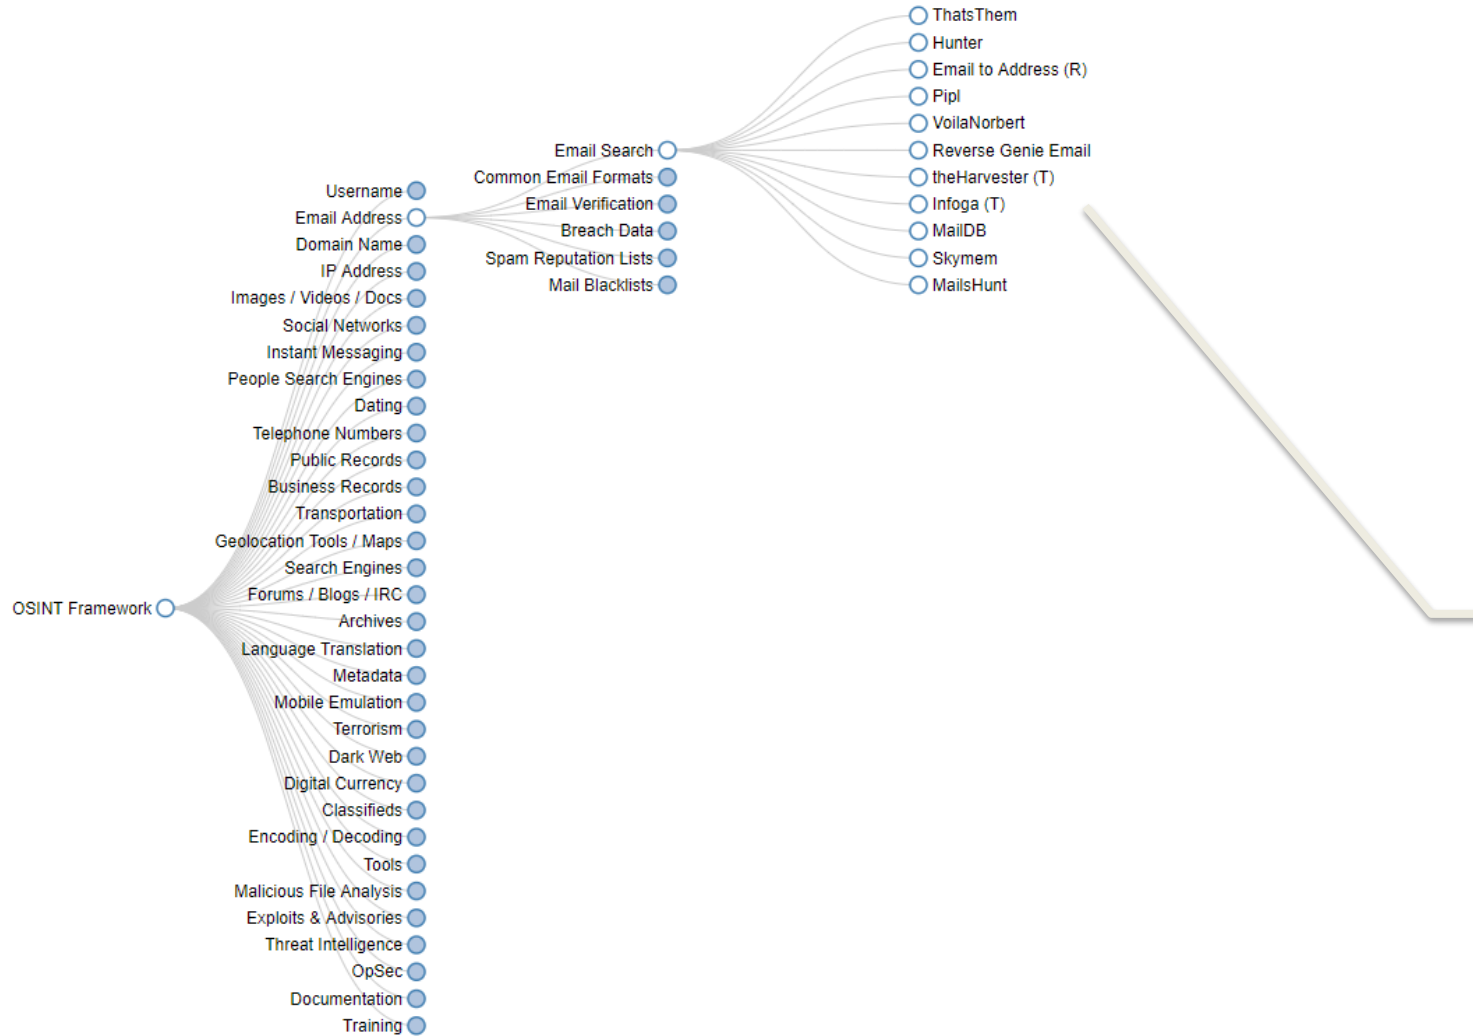 OSINT Framework
Username
Email Address
Domain Name
IP Address
Images / Videos / Docs
Social Networks
Instant Messaging
People Search Engines
Dating
Telephone Numbers
Public Records
Business Records
Transportation
Geolocation Tools / Maps
Search Engines
Forums / Blogs / IRC
Archives
Language Translation
Metadata
Mobile Emulation
Terrorism
Dark Web
Digital Currency
Classifieds
Encoding / Decoding
Tools
Malicious File Analysis
Exploits & Advisories
Threat Intelligence
OpSec
Documentation
Training
Email Search
Common Email Formats
Email Verification
Breach Data
Spam Reputation Lists
Mail Blacklists
ThatsThem
Hunter
Email to Address (R)
Pipl
VoilaNorbert
Reverse Genie Email
theHarvester (T)
Infoga (T)
MailDB
Skymem
MailsHunt